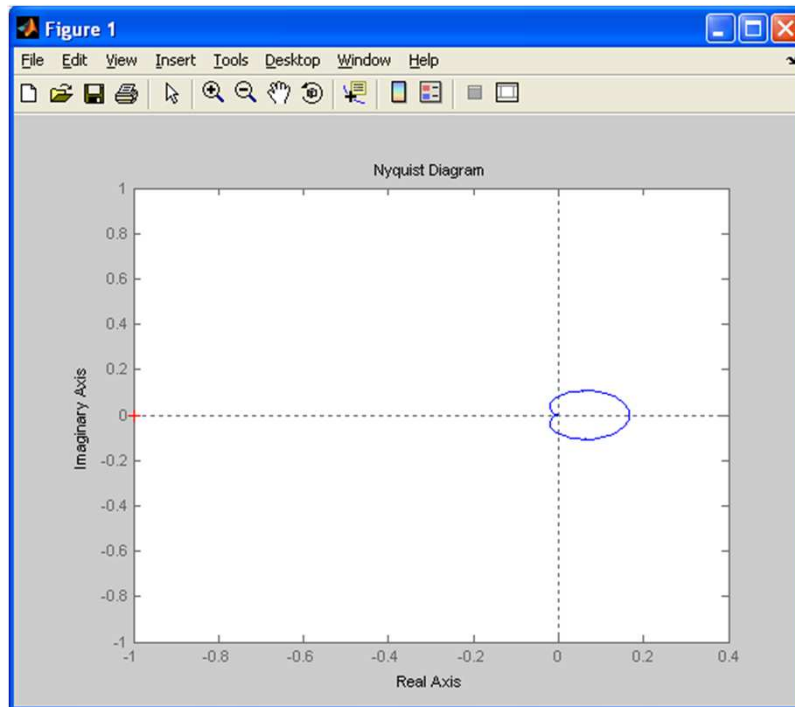 Figure 1
File Edit View Insert Tools Desktop Window Help
Nyquist Diagram
1
0.8
0.6
0.4
0.2
0
-0.2
-0.4
-0.6
-0.8
-1
Imaginary Axis
-1 -0.8 -0.6 -0.4 -0.2 0 0.2 0.4
Real Axis